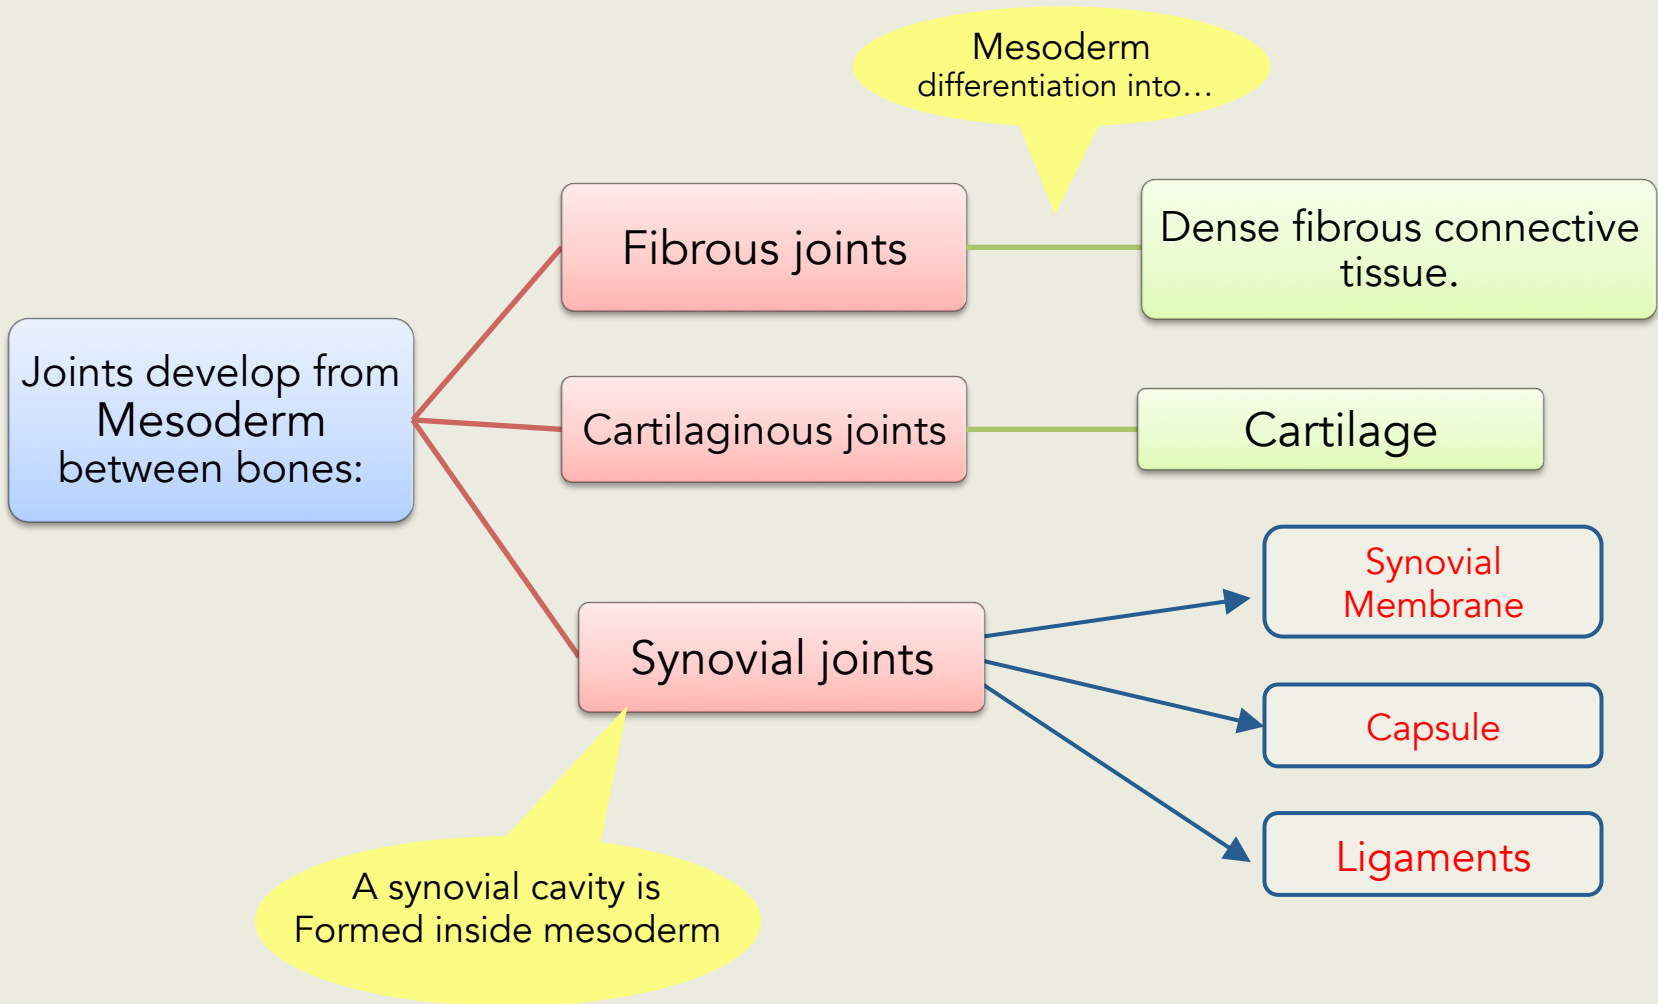 Mesoderm
differentiation into...
Fibrous joints
Dense fibrous connective
tissue.
Joints develop from
Mesoderm
between bones:
Cartilaginous joints
Cartilage
Synovial
Membrane
Synovial joints
Capsule
Ligaments
A synovial cavity is
Formed inside mesoderm